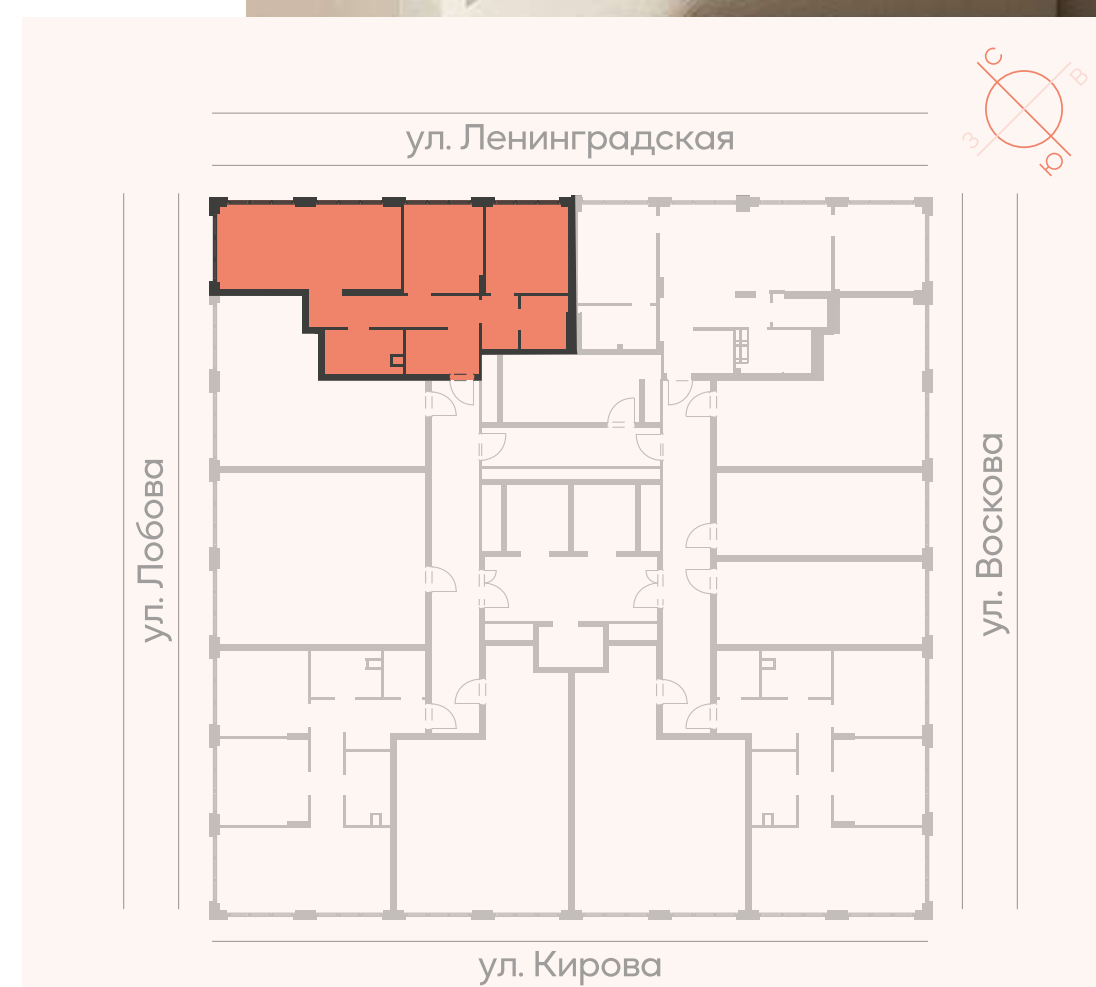 С
В
З
Ю
ул. Ленинградская
ул. Лобова
ул. Воскова
ул. Кирова